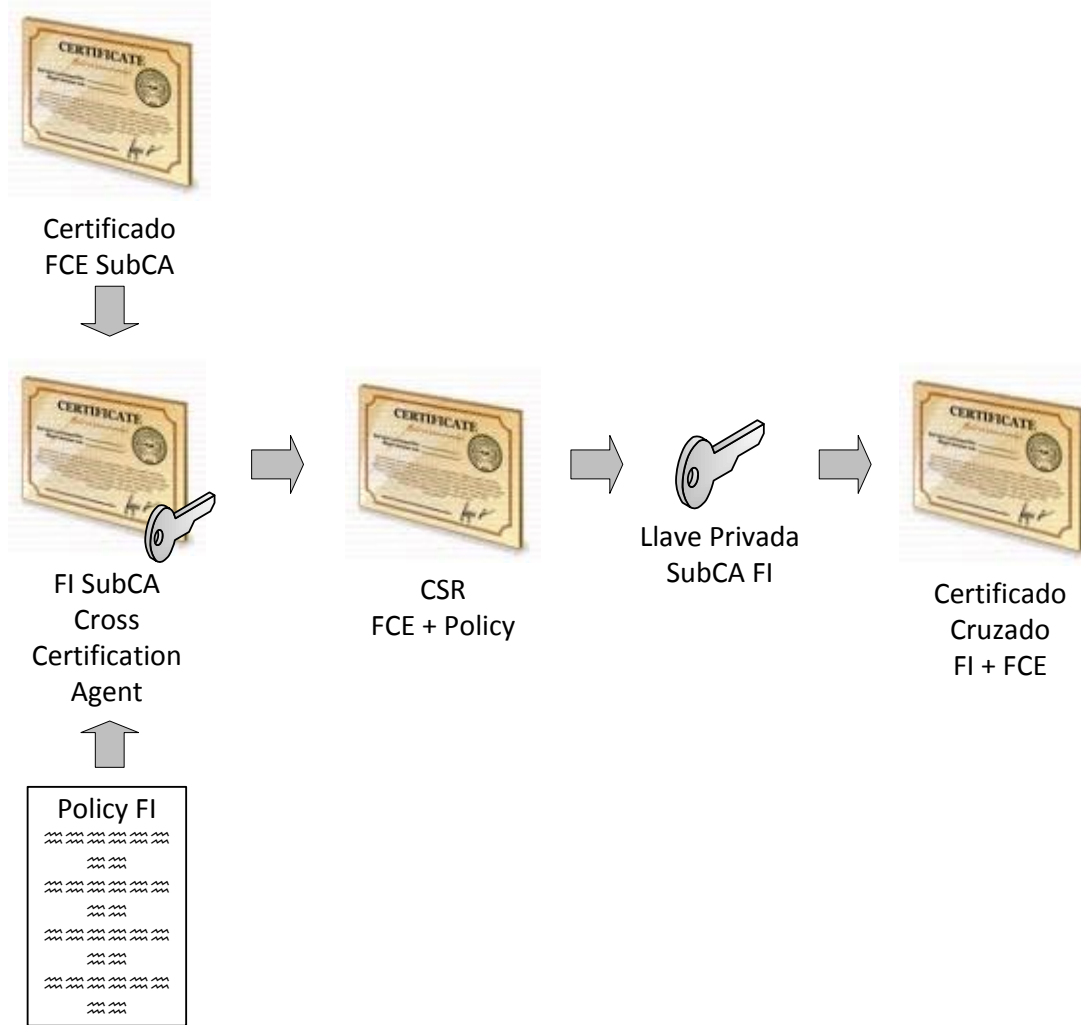 CERTIFICATE
Certificado
FCE SubCA
CERTIFICATE
FI SubCA
Cross
Certification
Agent
CERTIFICATE
CSR
FCE + Policy
Llave Privada
SubCA FI
CERTIFICATE
Certificado
Cruzado
FI + FCE
Policy FI